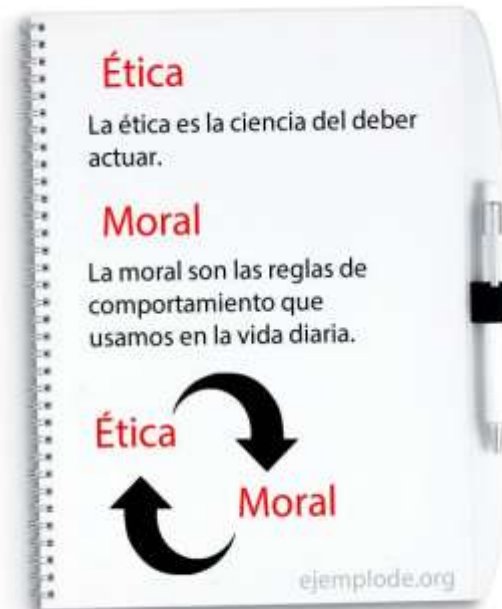 Ética
La ética es la ciencia del deber
actuar.
Moral
La moral son las reglas de
comportamiento que
usamos en la vida diaria.
Ética
Moral
ejemplode.org